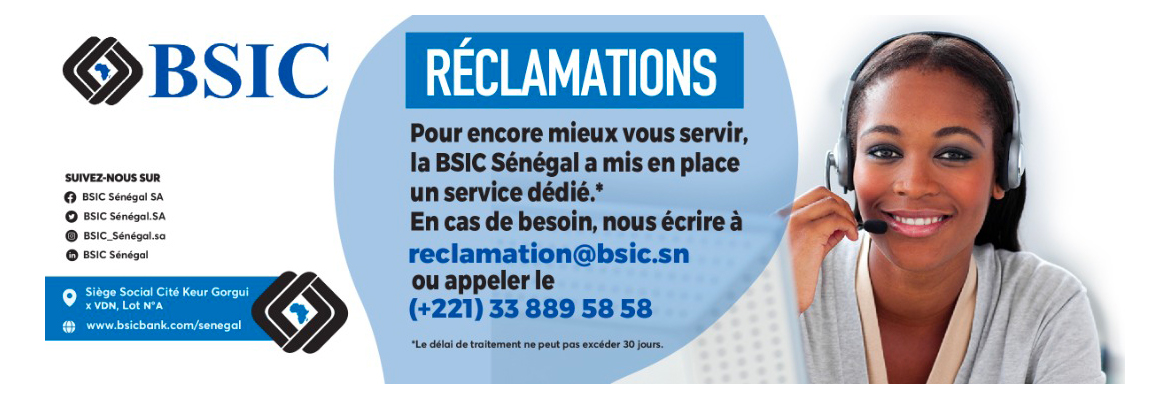 BSIC
SUIVEZ-NOUS SUR
BSIC Sénégal SA
BSIC Sénégal.SA
BSIC_Sénégal.sa
BSIC Sénégal
Siège Social Cité Keur Gorgui
x VDN, Lot N°A
www.bsicbank.com/senegal
RÉCLAMATIONS
Pour encore mieux vous servir,
la BSIC Sénégal a mis en place
un service dédié.*
En cas de besoin, nous écrire à
reclamation@bsic.sn
ou appeler le
(+221) 33 889 58 58
*Le délai de traitement ne peut pas excéder 30 jours.